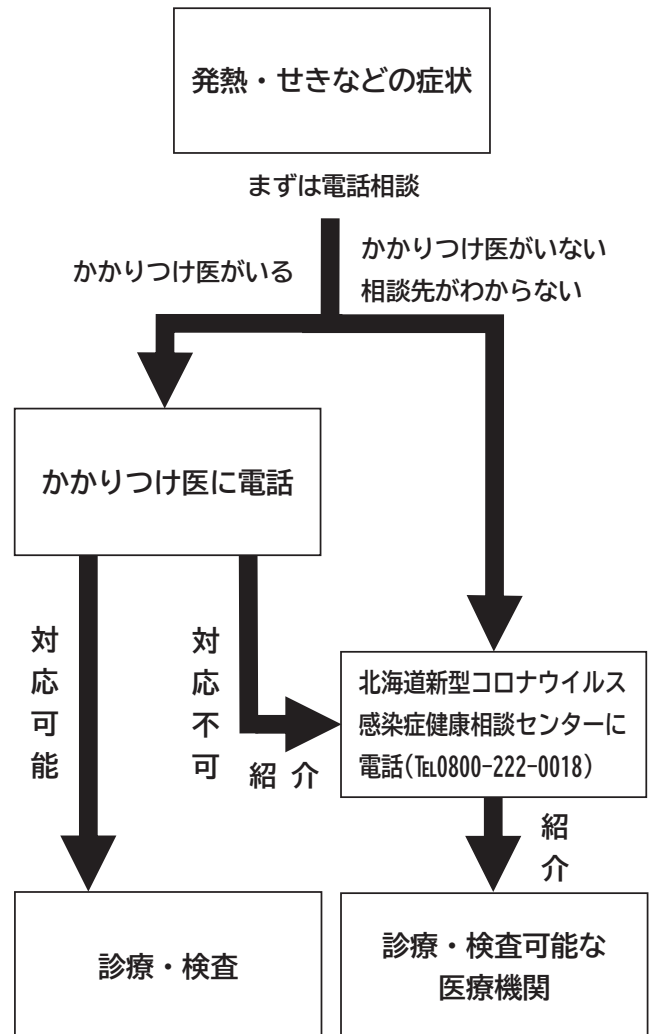 発熱・せきなどの症状
まずは電話相談
かかりつけ医がいる
かかりつけ医がいない
相談先がわからない
かかりつけ医に電話
対応可能
対応不可
紹介
北海道新型コロナウイルス
感染症健康相談センターに
電話(℡0800-222-0018)
紹介
診療・検査
診療・検査可能な
医療機関